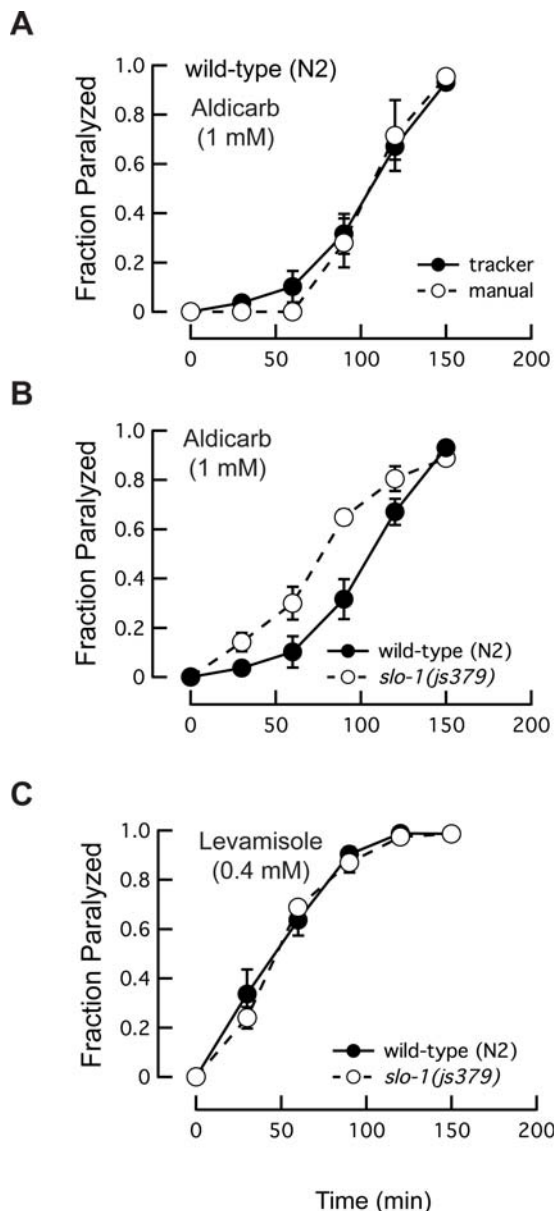 A
wild-type (N2)
Aldicarb
(1 mM)
Fraction Paralyzed
1.0
0.8
0.6
0.4
0.2
0
tracker
manual
0 50 100 150 200
B
Aldicarb
(1 mM)
Fraction Paralyzed
1.0
0.8
0.6
0.4
0.2
0
wild-type (N2)
slo-1(js379)
0 50 100 150 200
C
Levamisole
(0.4 mM)
Fraction Paralyzed
1.0
0.8
0.6
0.4
0.2
0
wild-type (N2)
slo-1(js379)
0 50 100 150 200
Time (min)